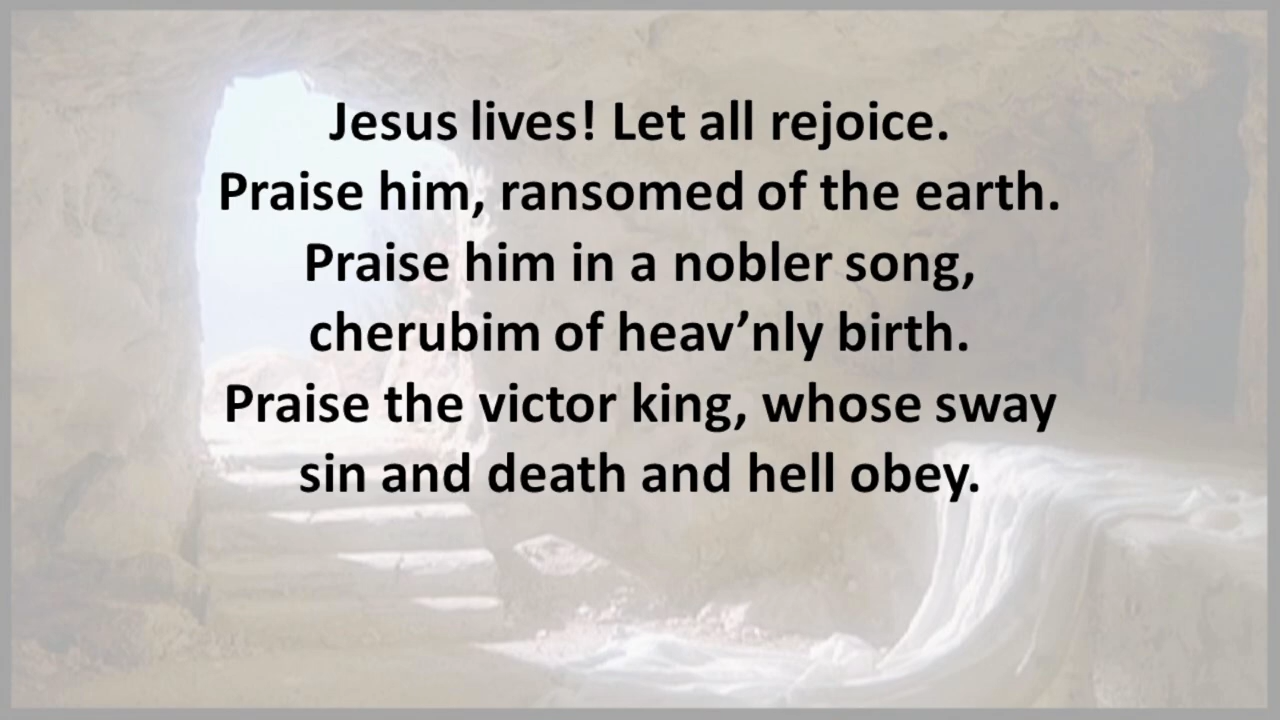 Jesus lives! Let all rejoice.
Praise him, ransomed of the earth.
Praise him in a nobler song,
cherubim of heav’nly birth.
Praise the victor king, whose sway
sin and death and hell obey.